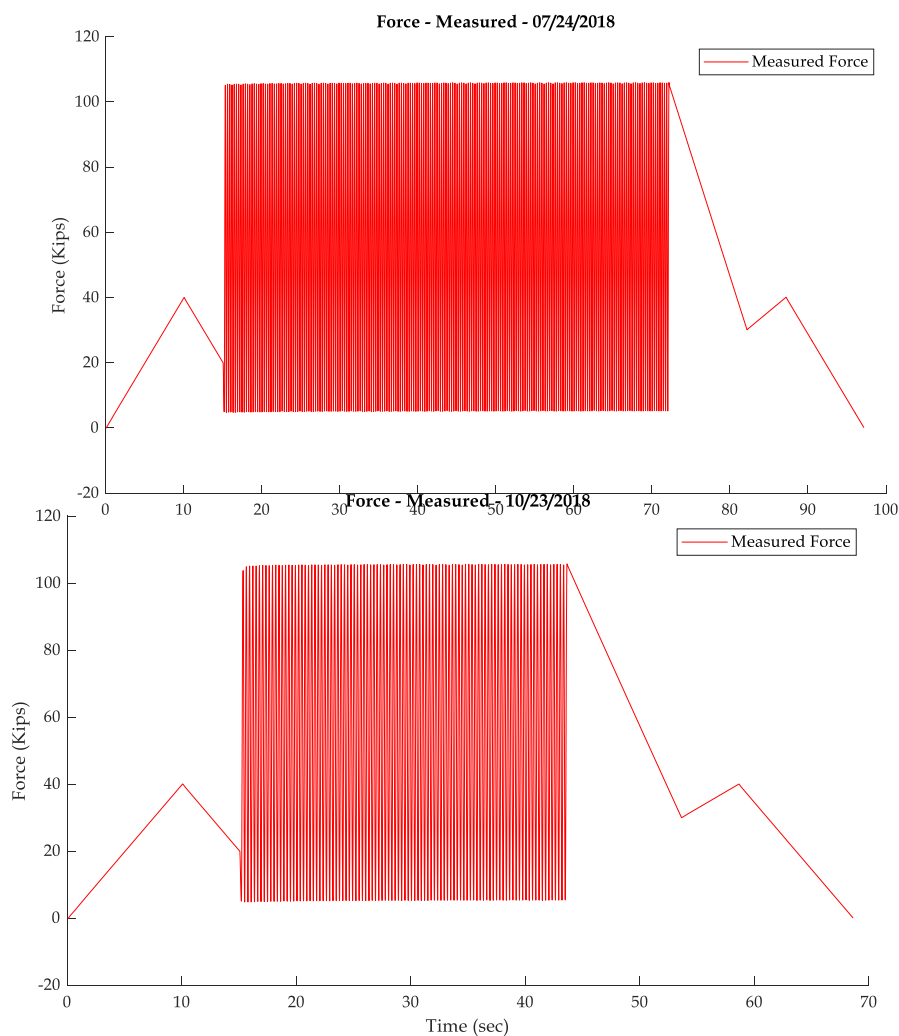 Force - Measured - 07/24/2018
Measured Force
120
100
80
60
40
20
0
-20
Force (Kips)
0 10 20 30 40 50 60 70 80 90 100
Force - Measured - 10/23/2018
Measured Force
120
100
80
60
40
20
0
-20
Force (Kips)
0 10 20 30 40 50 60 70
Time (sec)